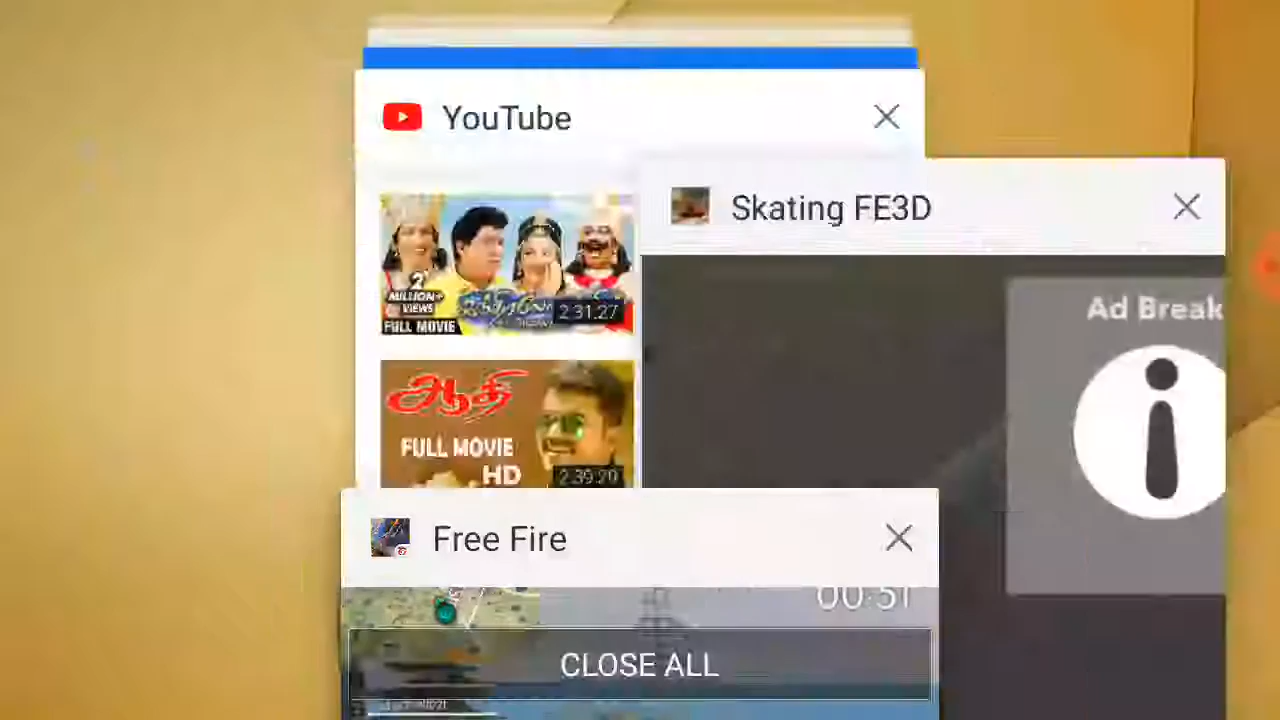 YouTube
Skating FE3D
2
MILLION+
VIEWS
FULL MOVIE
2:31:27
Ad Break
ஆதி
FULL MOVIE
HD
2:39:20
Free Fire
00:51
CLOSE ALL